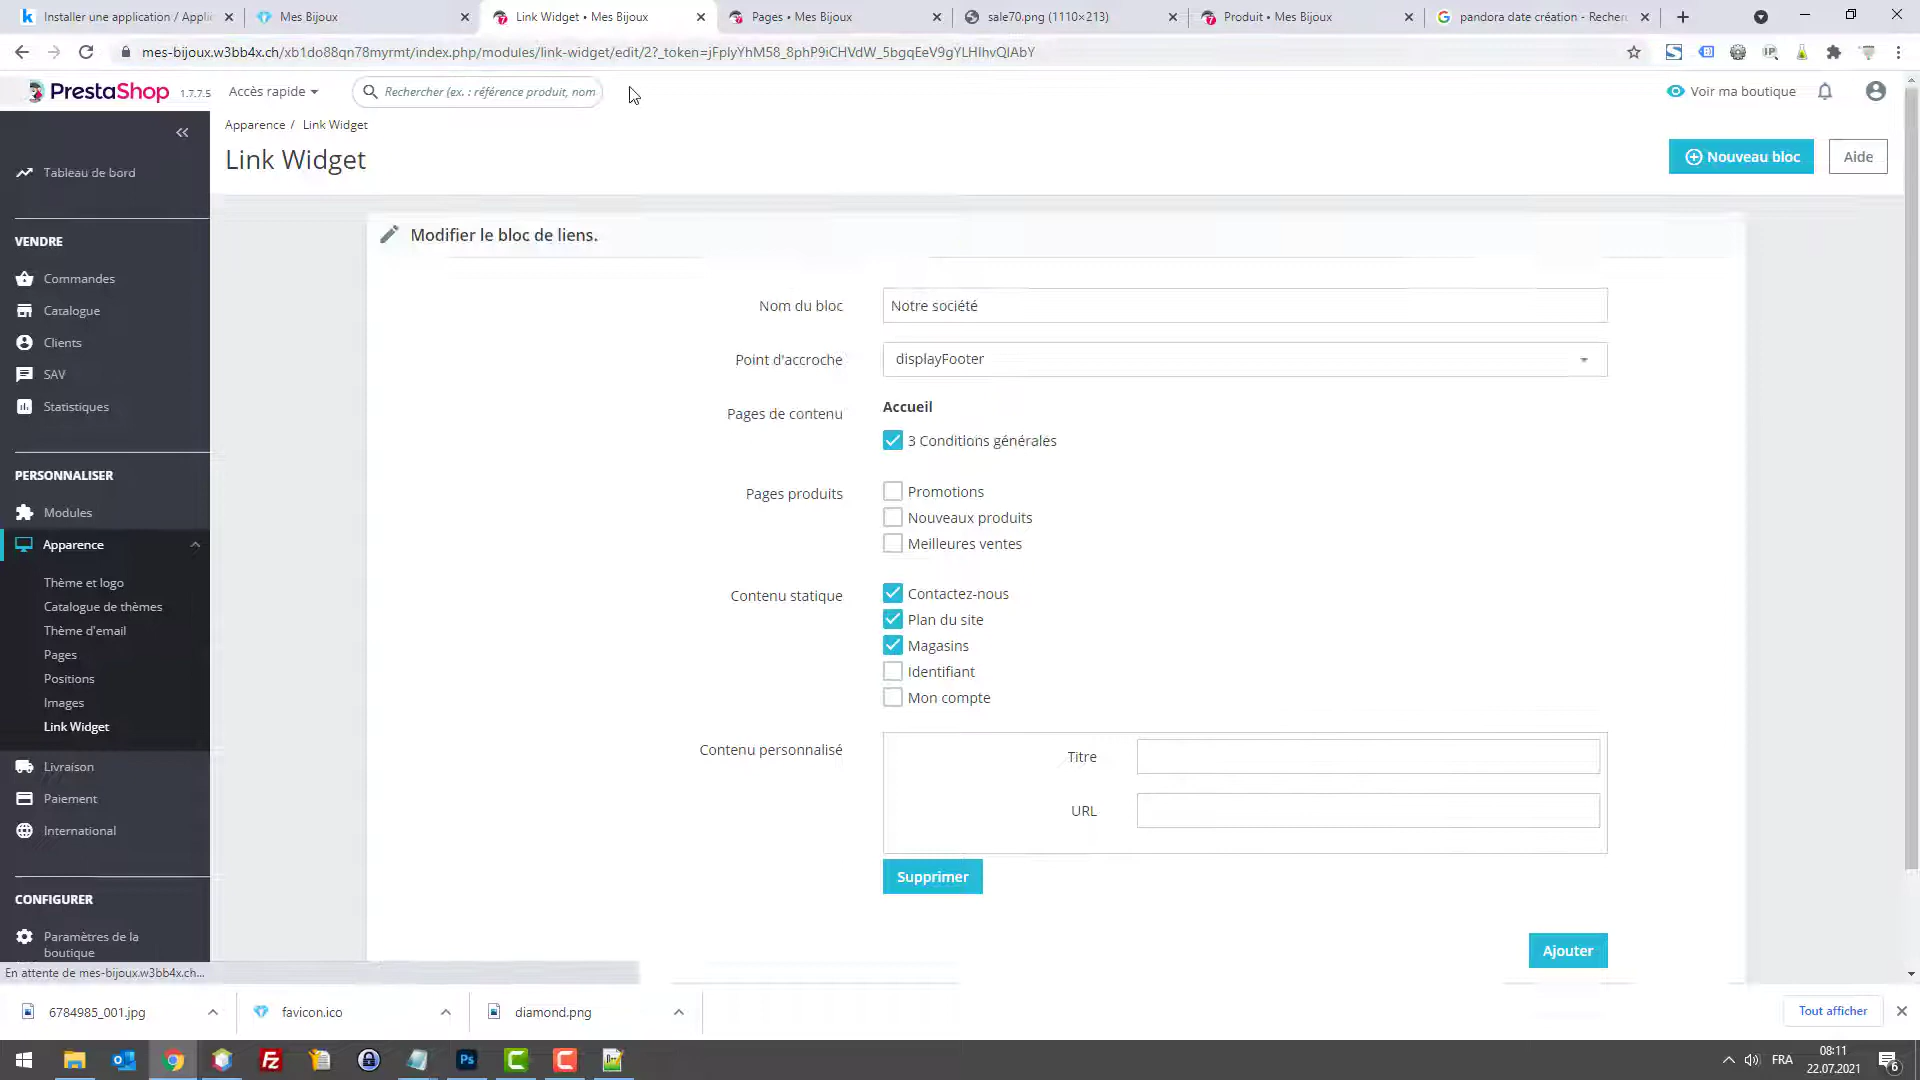 Installer une application / Appli
Mes Bijoux
Link Widget • Mes Bijoux
Pages • Mes Bijoux
sale70.png (1110×213)
Produit • Mes Bijoux
pandora date création - Recher
mes-bijoux.w3bb4x.ch/xb1do88qn78myrmt/index.php/modules/link-widget/edit/2?_token=jFplyYhM58_8phP9iCHVdW_5bgqEeV9gYLHIhvQIAbY
PrestaShop 1.7.7.5
Accès rapide
Rechercher (ex. : référence produit, nom
Voir ma boutique
Apparence / Link Widget
Link Widget
Nouveau bloc
Aide
Tableau de bord
VENDRE
Commandes
Catalogue
Clients
SAV
Statistiques
PERSONNALISER
Modules
Apparence
Thème et logo
Catalogue de thèmes
Thème d'email
Pages
Positions
Images
Link Widget
Livraison
Paiement
International
CONFIGURER
Paramètres de la
boutique
Modifier le bloc de liens.
Nom du bloc
Notre société
Point d'accroche
displayFooter
Pages de contenu
Accueil
3 Conditions générales
Pages produits
Promotions
Nouveaux produits
Meilleures ventes
Contenu statique
Contactez-nous
Plan du site
Magasins
Identifiant
Mon compte
Contenu personnalisé
Titre
URL
Supprimer
Ajouter
En attente de mes-bijoux.w3bb4x.ch...
6784985_001.jpg
favicon.ico
diamond.png
Tout afficher
FRA
08:11
22.07.2021
6